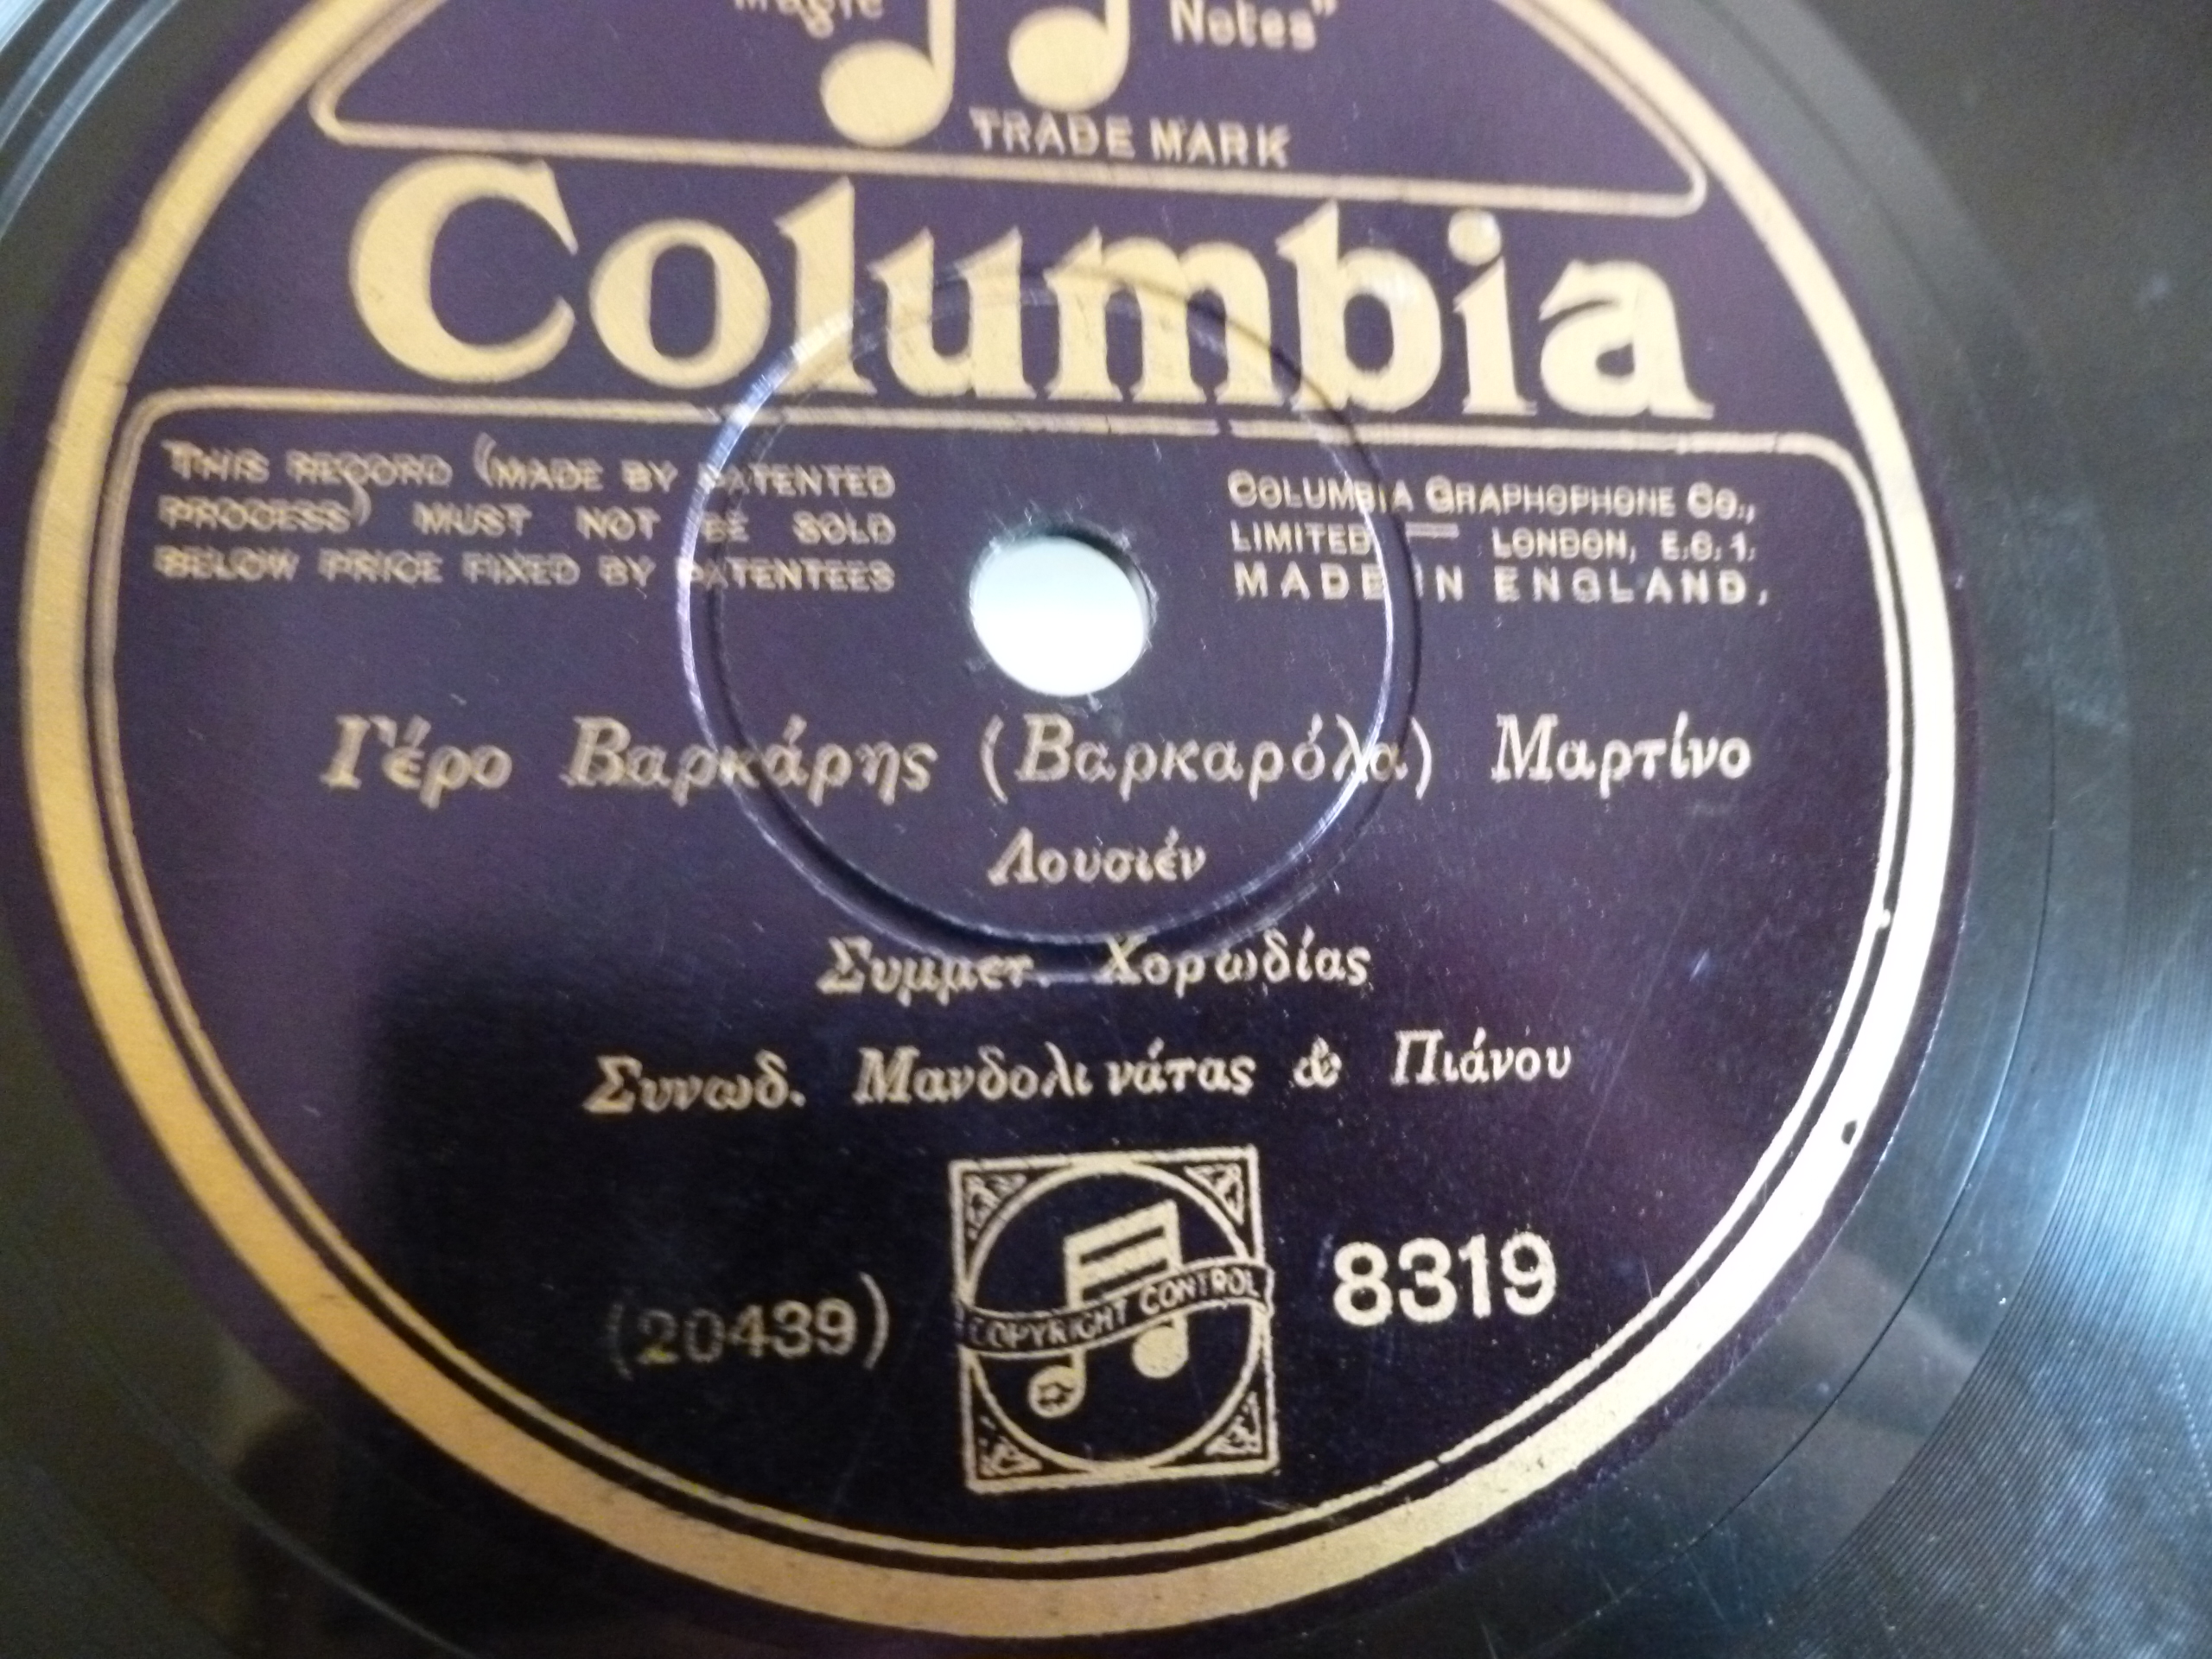 "Magic Notes"
TRADE MARK
Columbia
THIS RECORD (MADE BY PATENTED
PROCESS) MUST NOT BE SOLD
BELOW PRICE FIXED BY PATENTEES
COLUMBIA GRAPHOPHONE CO.,
LIMITED — LONDON, E.C.1.
MADE IN ENGLAND.
Γέρο Βαρκάρης (Βαρκαρόλα) Μαρτίνο
Λουσιέν
Συμμετ. Χορωδίας
Συνωδ. Μανδολινάτας & Πιάνου
COPYRIGHT CONTROL
(20439)
8319